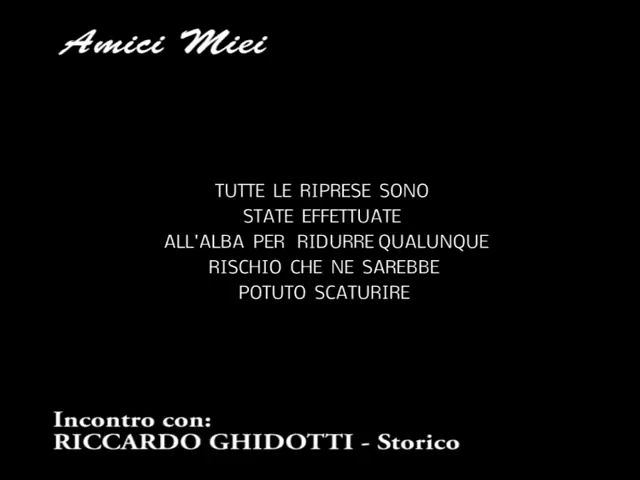 Amici Miei
TUTTE LE RIPRESE SONO
STATE EFFETTUATE
ALL'ALBA PER RIDURRE QUALUNQUE
RISCHIO CHE NE SAREBBE
POTUTO SCATURIRE
Incontro con:
RICCARDO GHIDOTTI - Storico